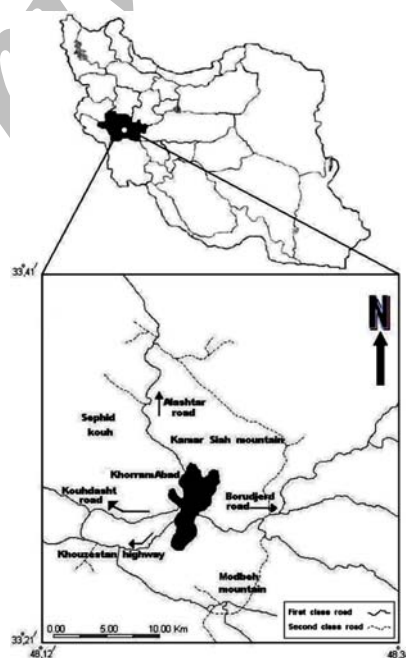 33,41
N
Alashtar
road
Sephid
kouh
Kamar Siah mountain
KhorramAbad
Kouhdasht
road
Borudjerd
road
Khouzestan highway
Modbeh
mountain
First class road
Second class road
0.00 5.00 10.00 Km
33,21
48,12
48,3